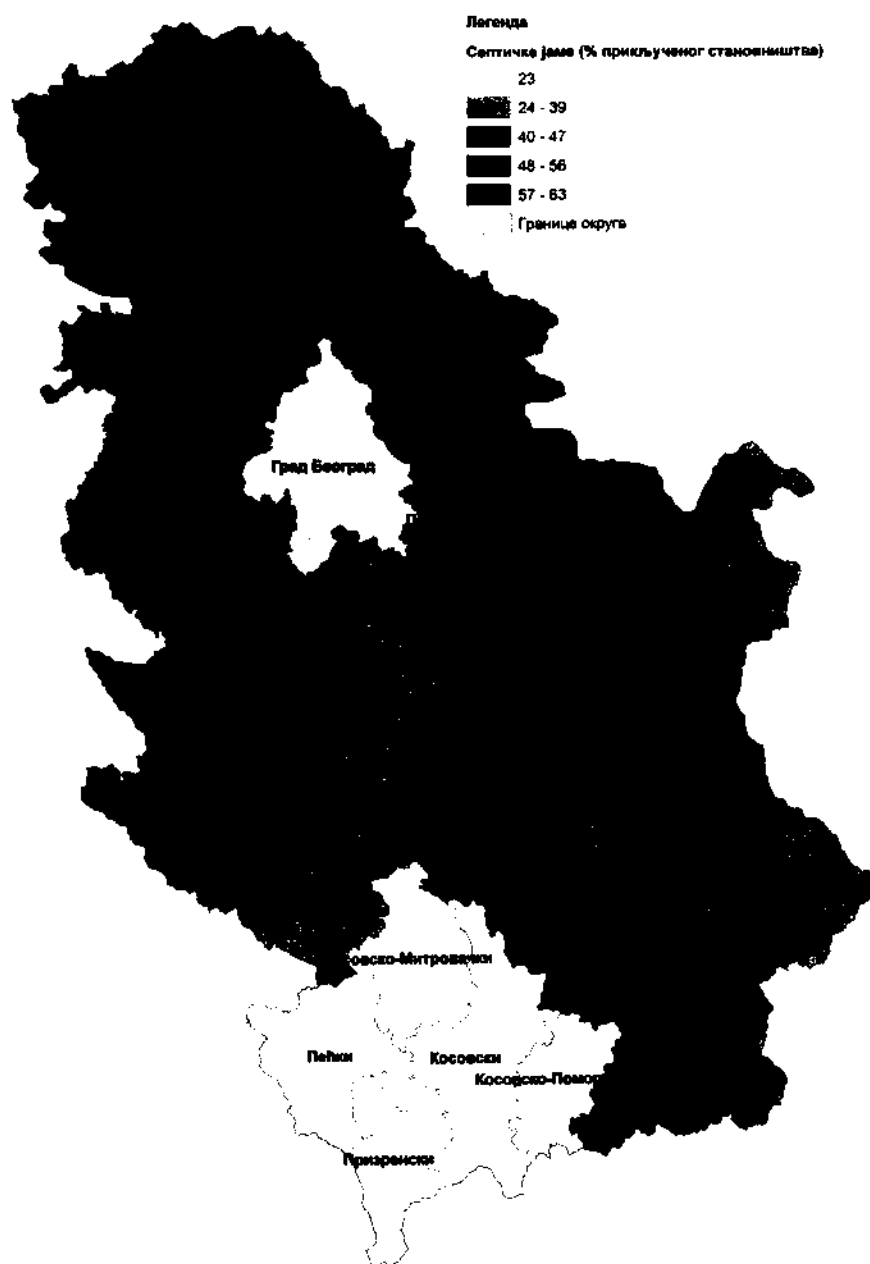 Легенда
Септичке јаме (% прикљученог становништва)
23
24 - 39
40 - 47
48 - 56
57 - 63
Границе округа
Град Београд
овско-Митровачки
Пећки
Косовски
Косовско-Помор
Призренски